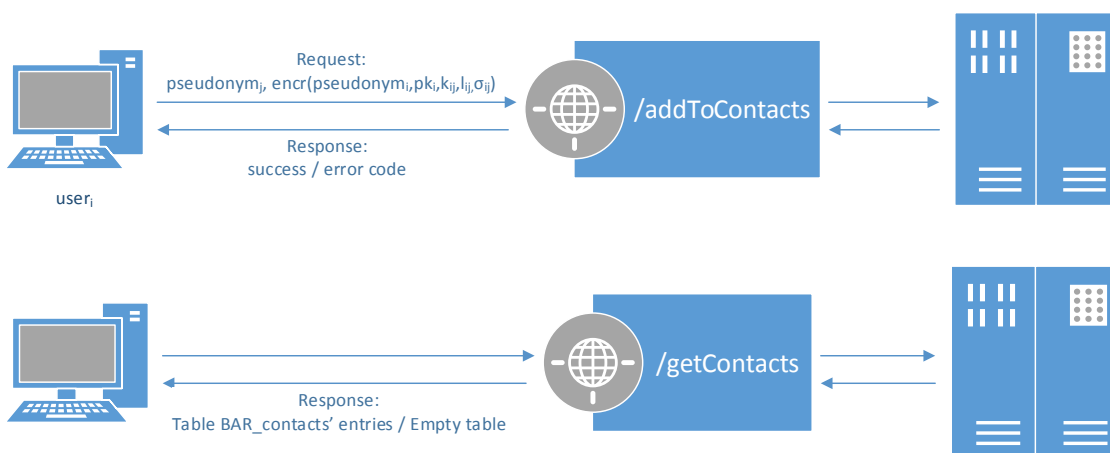 Request:
pseudonymⱼ, encr(pseudonymᵢ,pkᵢ,kᵢⱼ,lᵢⱼ,σᵢⱼ)
/addToContacts
Response:
success / error code
userᵢ
/getContacts
Response:
Table BAR_contacts’ entries / Empty table